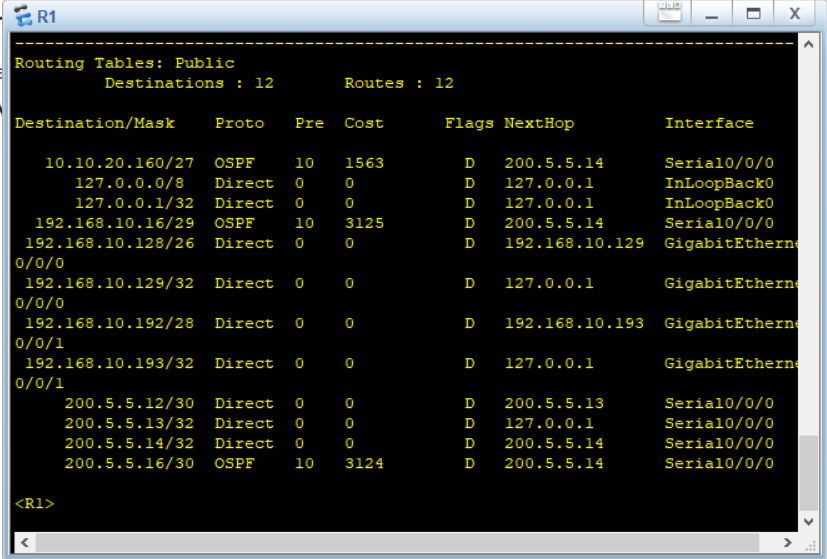 R1
--------------------------------------------------------------------------------
Routing Tables: Public
         Destinations : 12       Routes : 12

Destination/Mask    Proto   Pre  Cost      Flags NextHop         Interface

   10.10.20.160/27  OSPF    10   1563        D   200.5.5.14      Serial0/0/0
      127.0.0.0/8   Direct  0    0           D   127.0.0.1       InLoopBack0
      127.0.0.1/32  Direct  0    0           D   127.0.0.1       InLoopBack0
  192.168.10.16/29  OSPF    10   3125        D   200.5.5.14      Serial0/0/0
 192.168.10.128/26  Direct  0    0           D   192.168.10.129  GigabitEtherne
0/0/0
 192.168.10.129/32  Direct  0    0           D   127.0.0.1       GigabitEtherne
0/0/0
 192.168.10.192/28  Direct  0    0           D   192.168.10.193  GigabitEtherne
0/0/1
 192.168.10.193/32  Direct  0    0           D   127.0.0.1       GigabitEtherne
0/0/1
     200.5.5.12/30  Direct  0    0           D   200.5.5.13      Serial0/0/0
     200.5.5.13/32  Direct  0    0           D   127.0.0.1       Serial0/0/0
     200.5.5.14/32  Direct  0    0           D   200.5.5.14      Serial0/0/0
     200.5.5.16/30  OSPF    10   3124        D   200.5.5.14      Serial0/0/0

<R1>